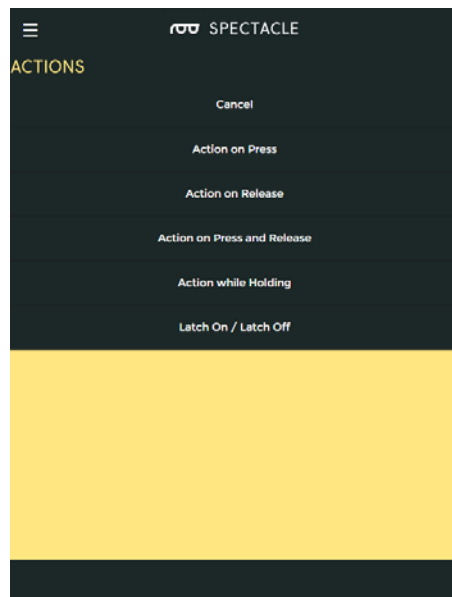 SPECTACLE
ACTIONS
Cancel
Action on Press
Action on Release
Action on Press and Release
Action while Holding
Latch On / Latch Off